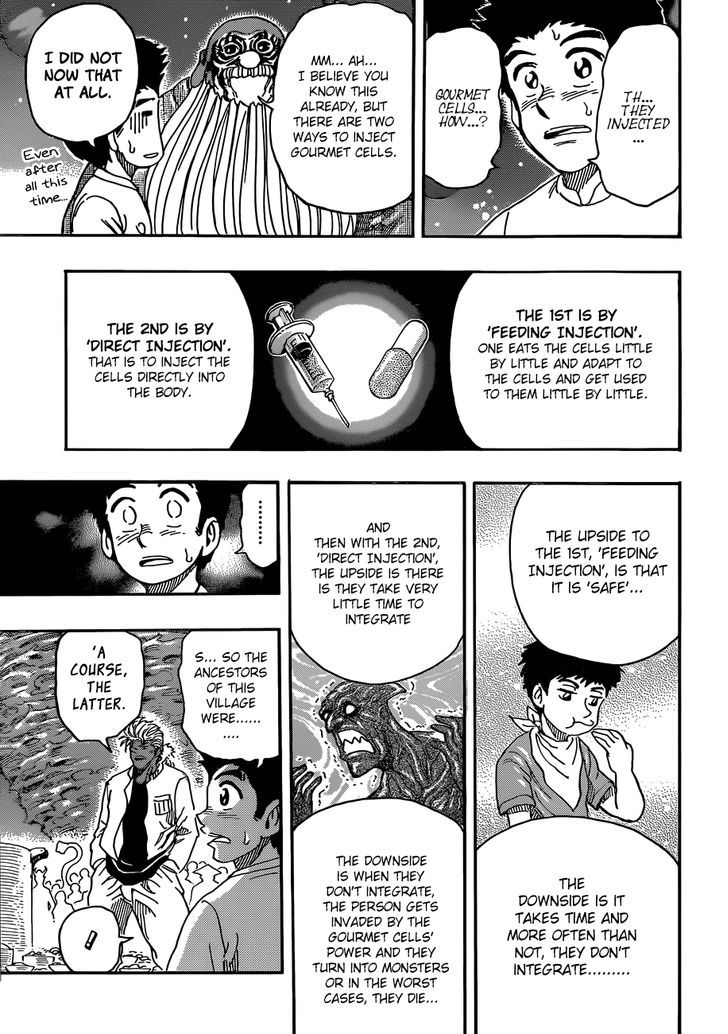 TH...
THEY
INJECTED
...
GOURMET
CELLS...
HOW...?
MM... AH...
I BELIEVE YOU
KNOW THIS
ALREADY, BUT
THERE ARE TWO
WAYS TO INJECT
GOURMET CELLS.
I DID NOT
NOW THAT
AT ALL.
Even
after
all this
time...
THE 1ST IS BY
'FEEDING INJECTION'.
ONE EATS THE CELLS LITTLE
BY LITTLE AND ADAPT TO
THE CELLS AND GET USED
TO THEM LITTLE BY LITTLE.
THE 2ND IS BY
'DIRECT INJECTION'.
THAT IS TO INJECT THE
CELLS DIRECTLY INTO
THE BODY.
THE UPSIDE TO
THE 1ST, 'FEEDING
INJECTION', IS THAT
IT IS 'SAFE'...
THE
DOWNSIDE IS IT
TAKES TIME AND
MORE OFTEN THAN
NOT, THEY DON'T
INTEGRATE.........
AND
THEN WITH THE 2ND,
'DIRECT INJECTION',
THE UPSIDE IS THERE
IS THEY TAKE VERY
LITTLE TIME TO
INTEGRATE
THE DOWNSIDE
IS WHEN THEY
DON'T INTEGRATE,
THE PERSON GETS
INVADED BY THE
GOURMET CELLS'
POWER AND THEY
TURN INTO MONSTERS
OR IN THE WORST
CASES, THEY DIE...
.........
S... SO THE
ANCESTORS
OF THIS
VILLAGE
WERE......
....
'A
COURSE,
THE
LATTER.
!